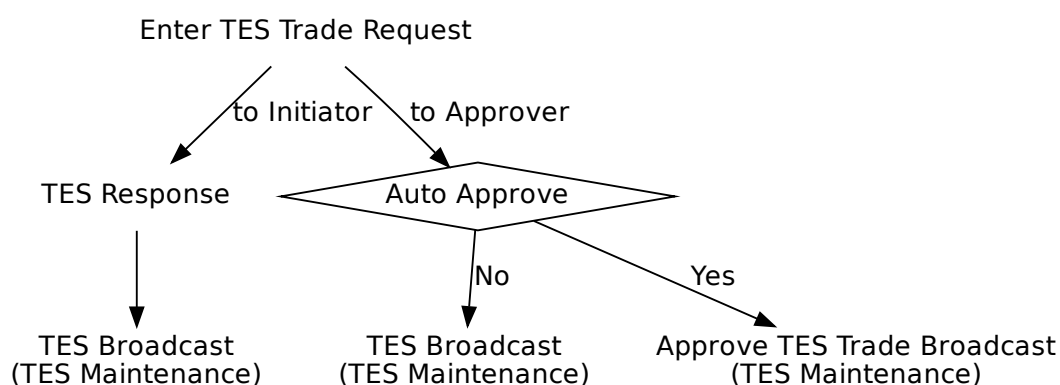 Enter TES Trade Request
to Initiator
to Approver
TES Response
Auto Approve
No
Yes
TES Broadcast
(TES Maintenance)
TES Broadcast
(TES Maintenance)
Approve TES Trade Broadcast
(TES Maintenance)